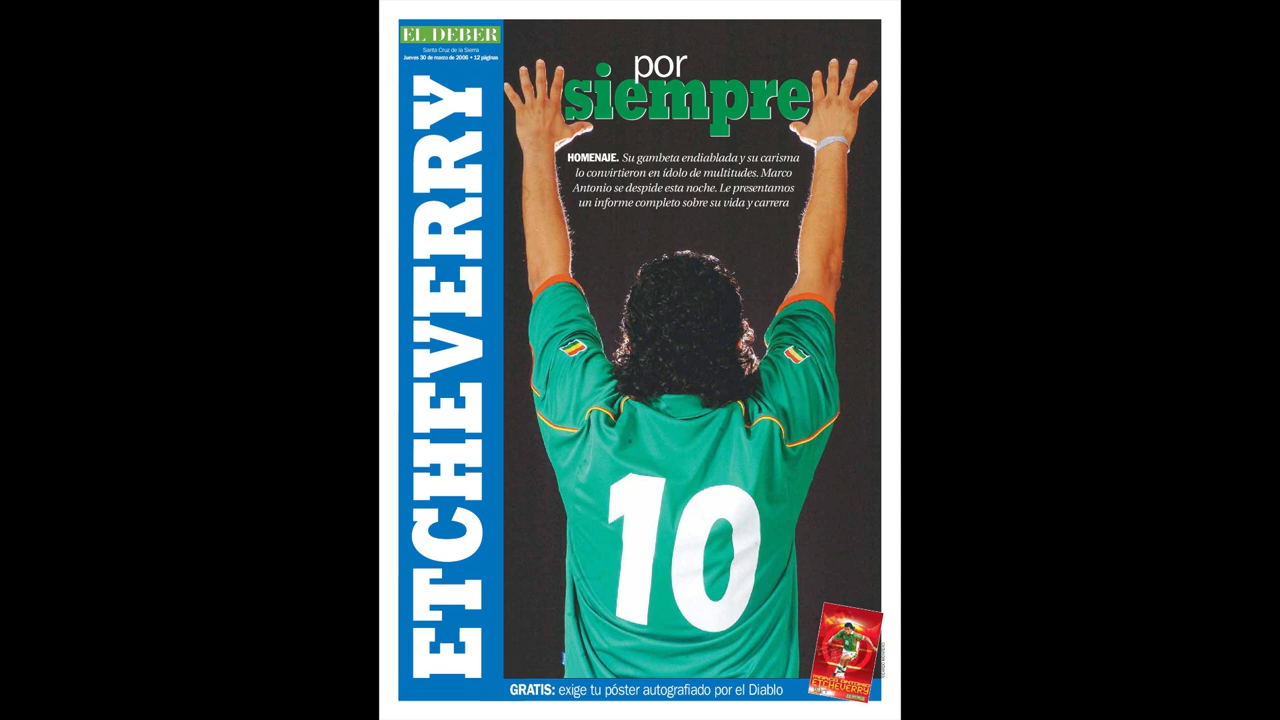 EL DEBER
Santa Cruz de la Sierra
Jueves 30 de marzo de 2006 • 12 páginas
ETCHEVERRY
por
siempre
HOMENAJE. Su gambeta endiablada y su carisma
lo convirtieron en ídolo de multitudes. Marco
Antonio se despide esta noche. Le presentamos
un informe completo sobre su vida y carrera
10
GRATIS: exige tu póster autografiado por el Diablo
MARCO ANTONIO
ETCHEVERRY